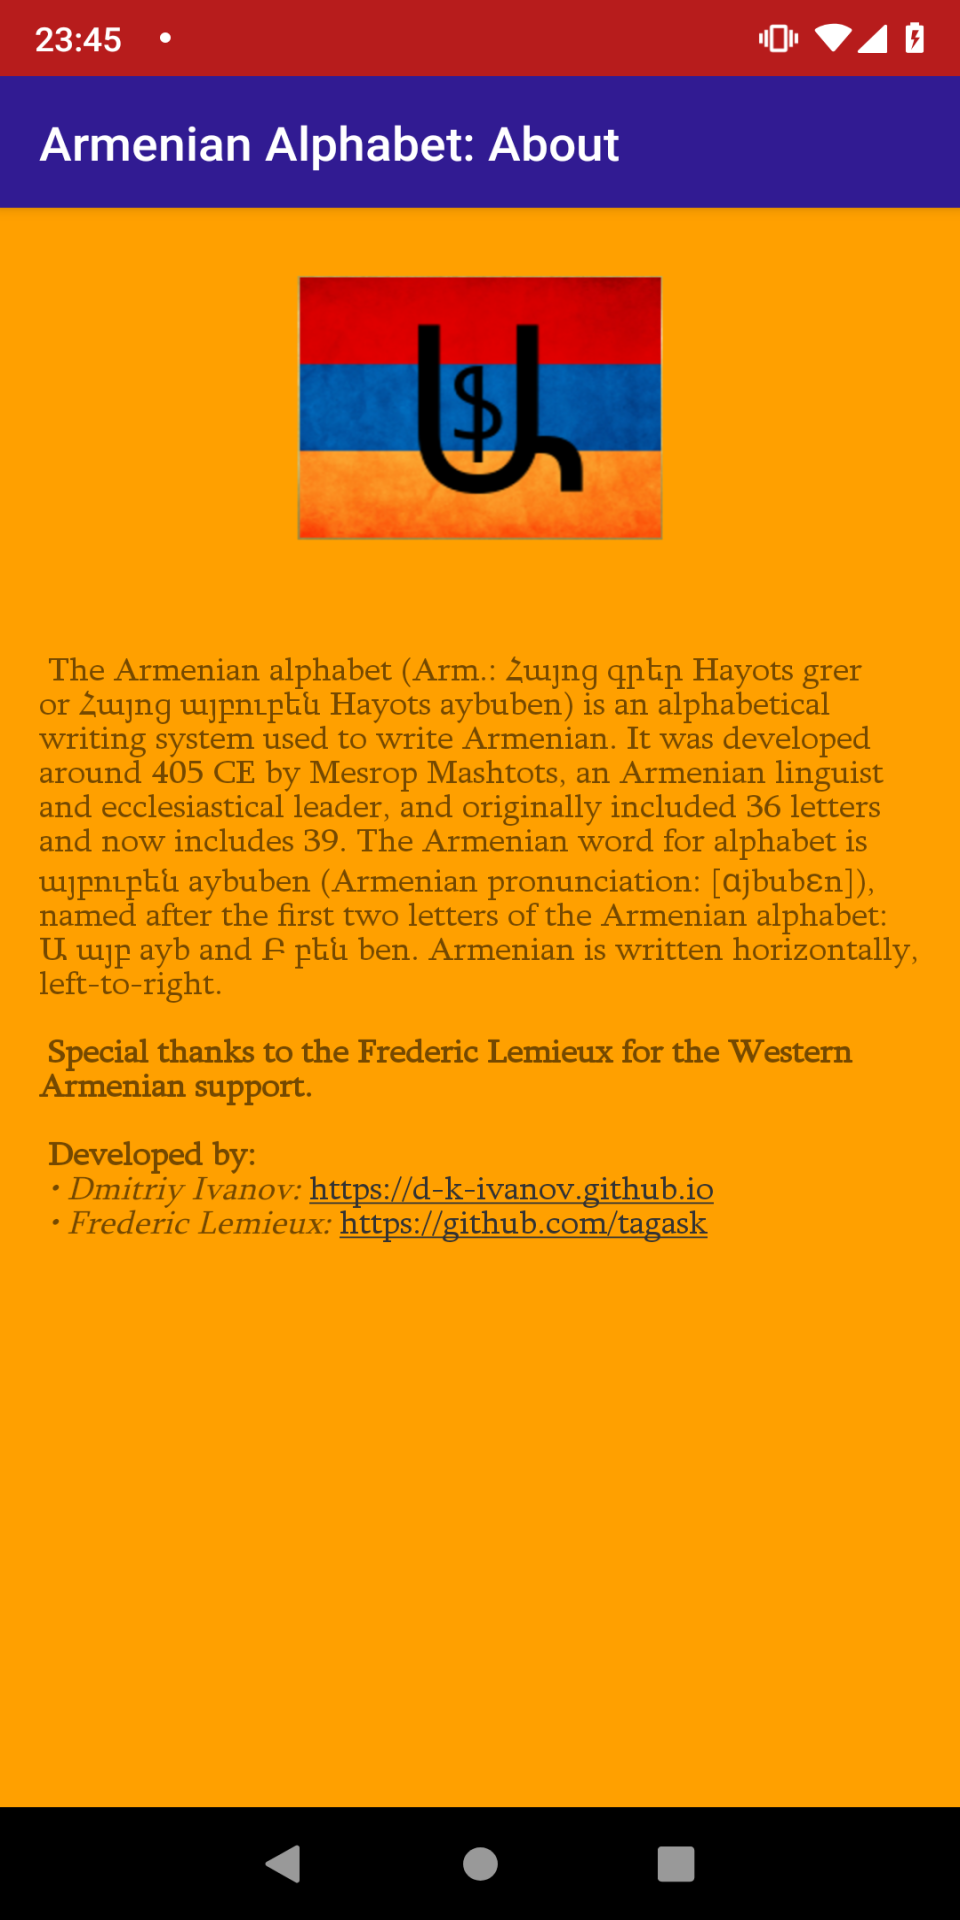 23:45
Armenian Alphabet: About
Աֆ
The Armenian alphabet (Arm.: Հայոց գրեր Hayots grer
or Հայոց այբուբեն Hayots aybuben) is an alphabetical
writing system used to write Armenian. It was developed
around 405 CE by Mesrop Mashtots, an Armenian linguist
and ecclesiastical leader, and originally included 36 letters
and now includes 39. The Armenian word for alphabet is
այբուբեն aybuben (Armenian pronunciation: [ɑjbubɛn]),
named after the first two letters of the Armenian alphabet:
Ա այբ ayb and Բ բեն ben. Armenian is written horizontally,
left-to-right.
Special thanks to the Frederic Lemieux for the Western
Armenian support.
Developed by:
• Dmitriy Ivanov: https://d-k-ivanov.github.io
• Frederic Lemieux: https://github.com/tagask